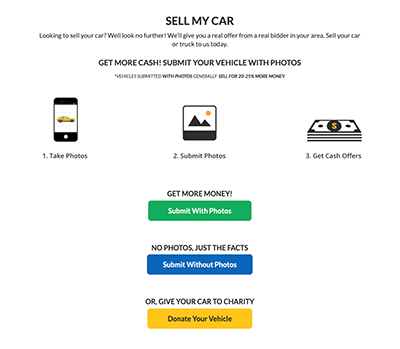 SELL MY CAR
Looking to sell your car? Well look no further! We'll give you a real offer from a real bidder in your area. Sell your car
or truck to us today.
GET MORE CASH! SUBMIT YOUR VEHICLE WITH PHOTOS
*VEHICLES SUBMITTED WITH PHOTOS GENERALLY SELL FOR 20-25% MORE MONEY.
1. Take Photos
2. Submit Photos
3. Get Cash Offers
GET MORE MONEY!
Submit With Photos
NO PHOTOS, JUST THE FACTS
Submit Without Photos
OR, GIVE YOUR CAR TO CHARITY
Donate Your Vehicle